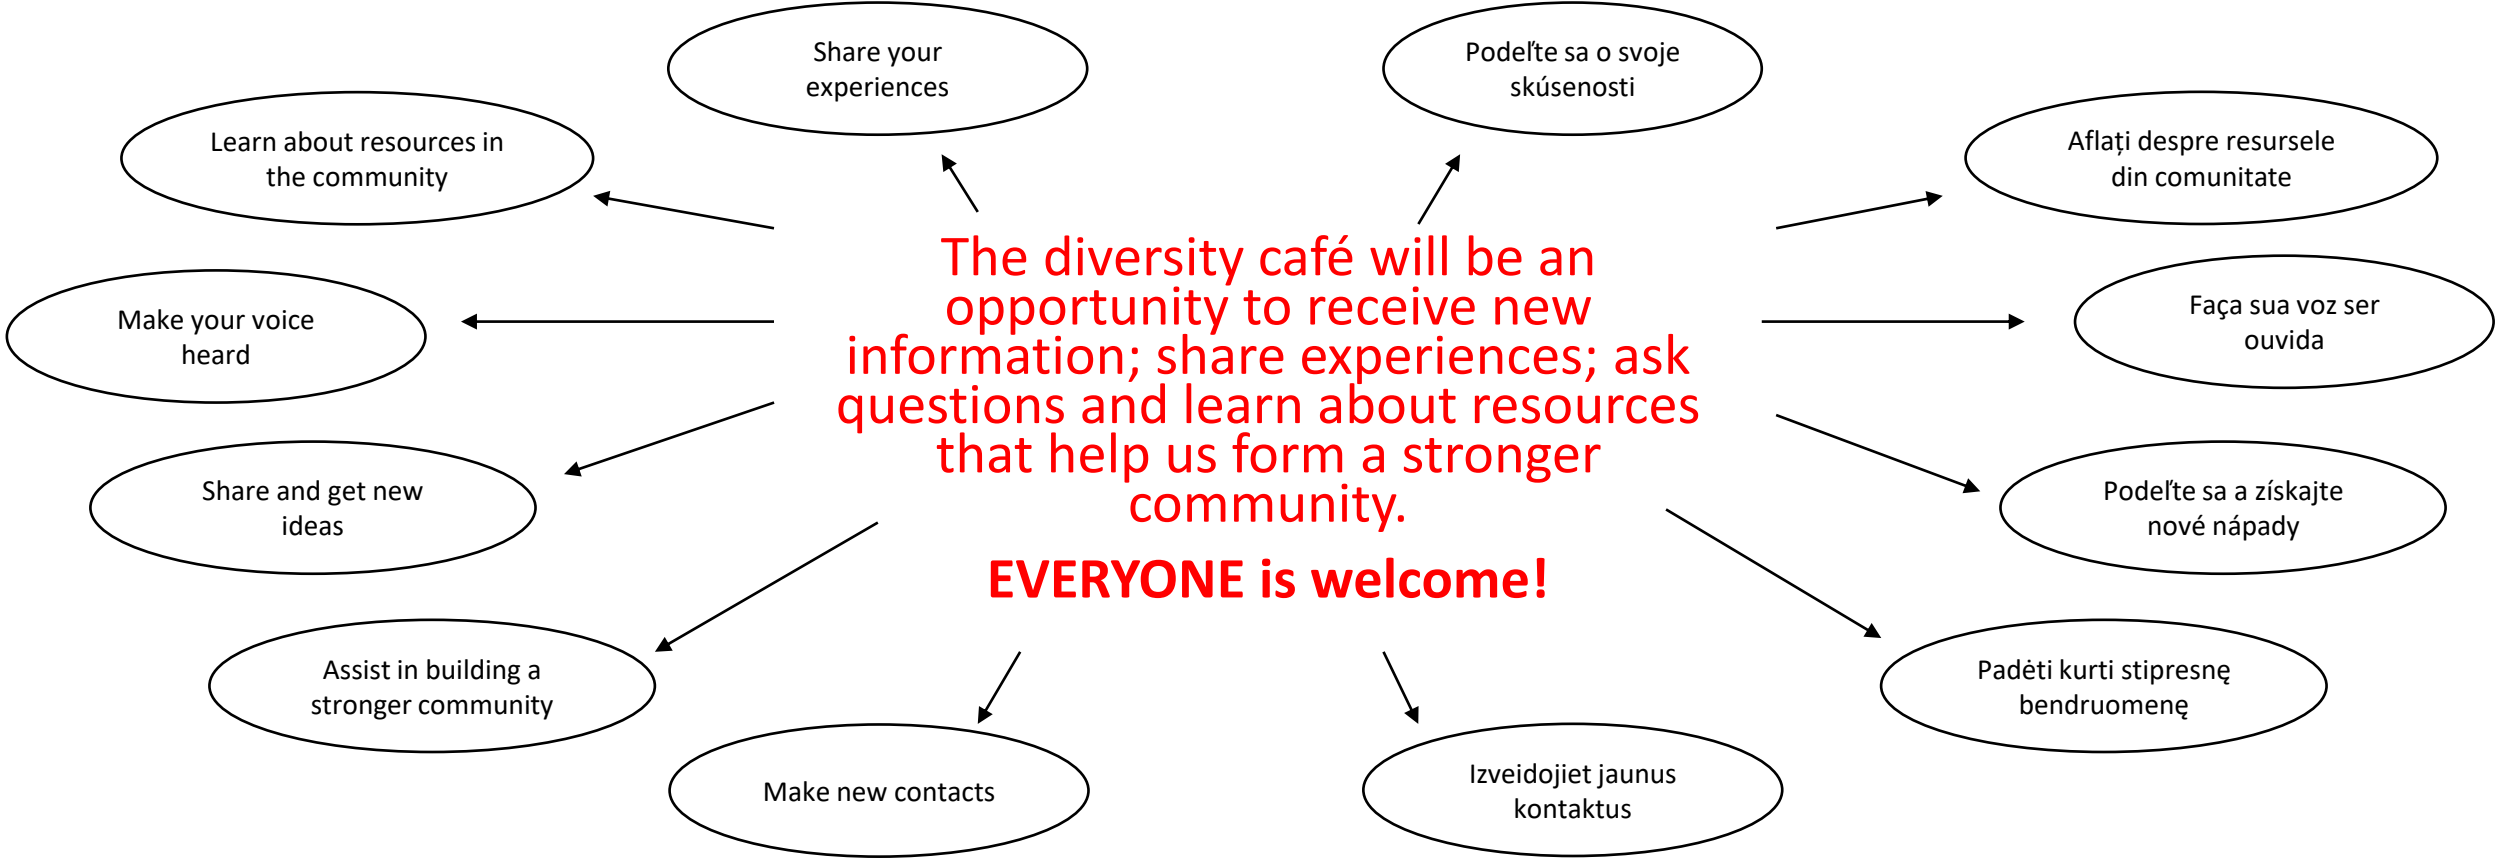 Share your
experiences
Podeľte sa o svoje
skúsenosti
Learn about resources in
the community
Aflați despre resursele
din comunitate
Make your voice
heard
Faça sua voz ser
ouvida
The diversity café will be an
opportunity to receive new
information; share experiences; ask
questions and learn about resources
that help us form a stronger
community.
EVERYONE is welcome!
Share and get new
ideas
Podeľte sa a získajte
nové nápady
Assist in building a
stronger community
Padėti kurti stipresnę
bendruomenę
Make new contacts
Izveidojiet jaunus
kontaktus